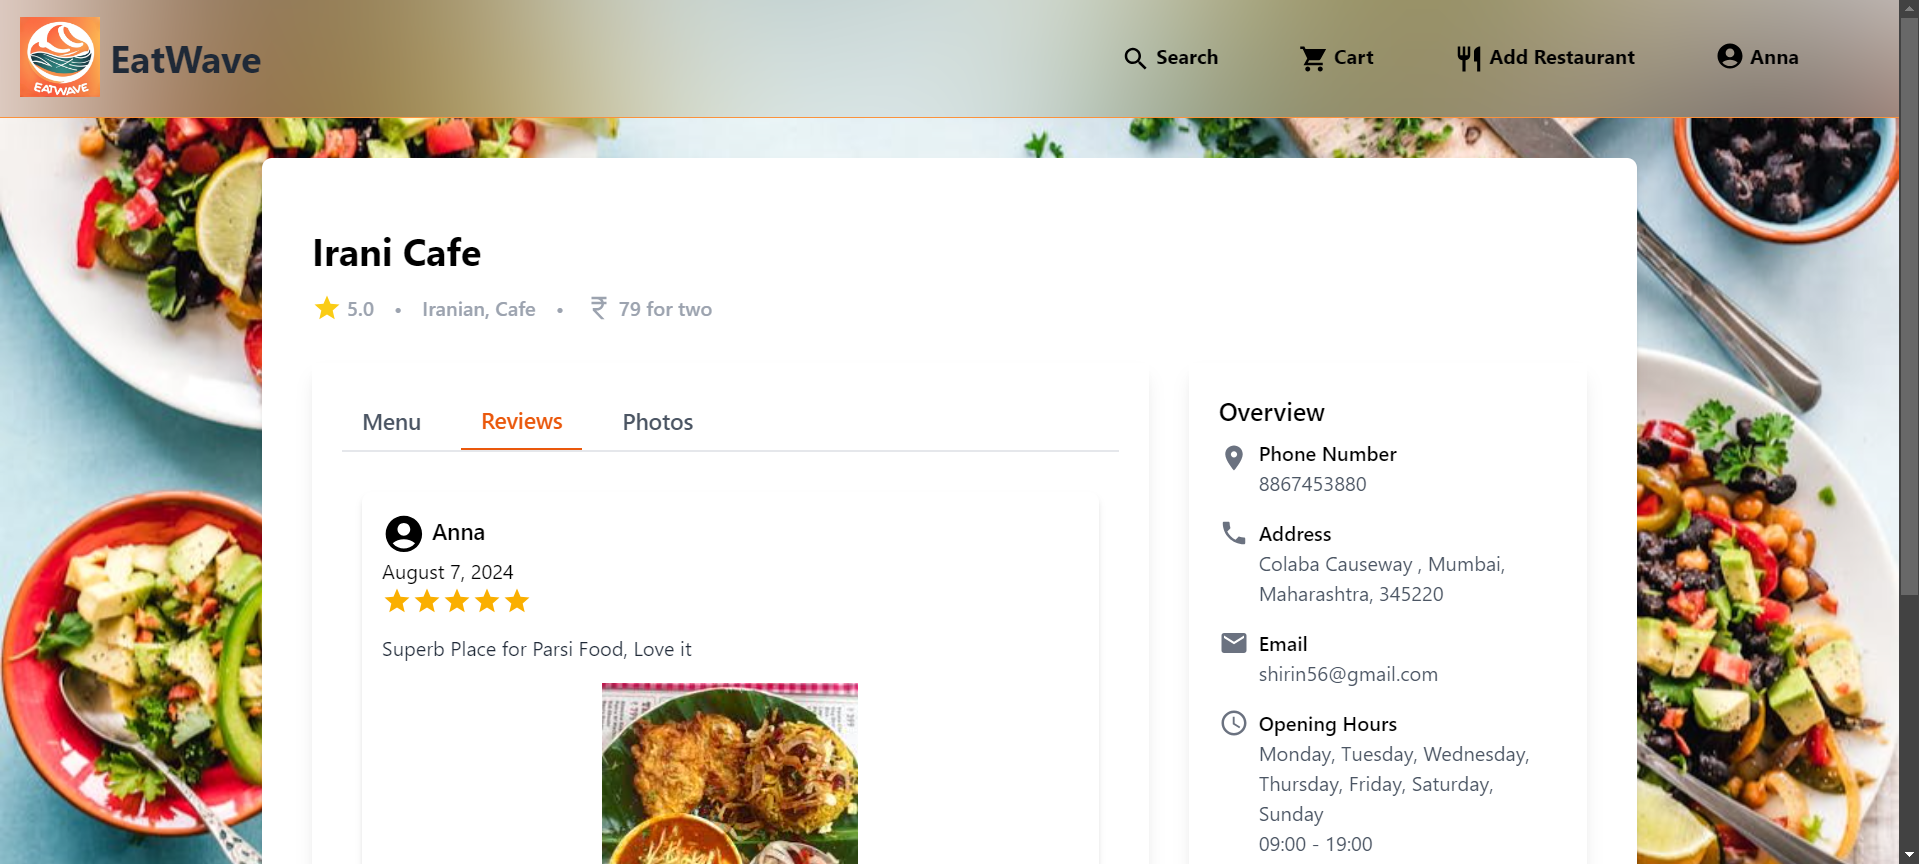 EATWAVE
EatWave
Search
Cart
Add Restaurant
Anna
Irani Cafe
5.0 • Iranian, Cafe • ₹ 79 for two
Menu
Reviews
Photos
Anna
August 7, 2024
Superb Place for Parsi Food, Love it
Overview
Phone Number
8867453880
Address
Colaba Causeway , Mumbai,
Maharashtra, 345220
Email
shirin56@gmail.com
Opening Hours
Monday, Tuesday, Wednesday,
Thursday, Friday, Saturday,
Sunday
09:00 - 19:00